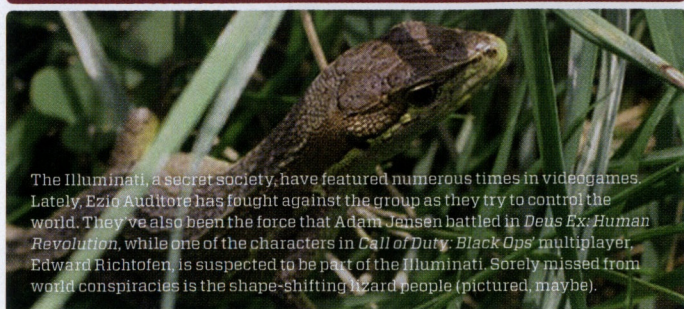 The Illuminati, a secret society, have featured numerous times in videogames.
Lately, Ezio Auditore has fought against the group as they try to control the
world. They've also been the force that Adam Jensen battled in Deus Ex: Human
Revolution, while one of the characters in Call of Duty: Black Ops' multiplayer,
Edward Richtofen, is suspected to be part of the Illuminati. Sorely missed from
world conspiracies is the shape-shifting lizard people (pictured, maybe).